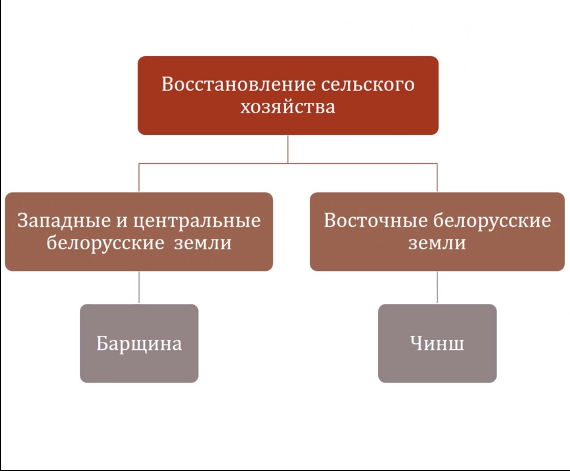 Восстановление сельского
хозяйства
Западные и центральные
белорусские земли
Восточные белорусские
земли
Барщина
Чинш